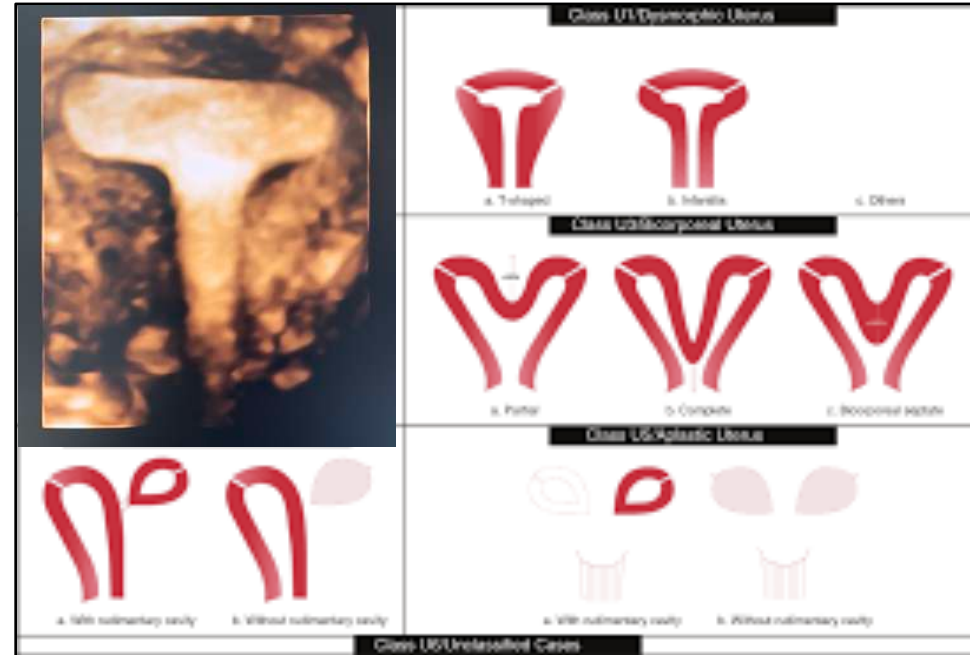 Class U1/Dysmorphic Uterus
a. T-shaped
b. Infantilis
c. Others
Class U3/Bicorporeal Uterus
a. Partial
b. Complete
c. Bicorporeal septate
Class U5/Aplastic Uterus
a. With rudimentary cavity
b. Without rudimentary cavity
a. With rudimentary cavity
b. Without rudimentary cavity
Class U6/Unclassified Cases